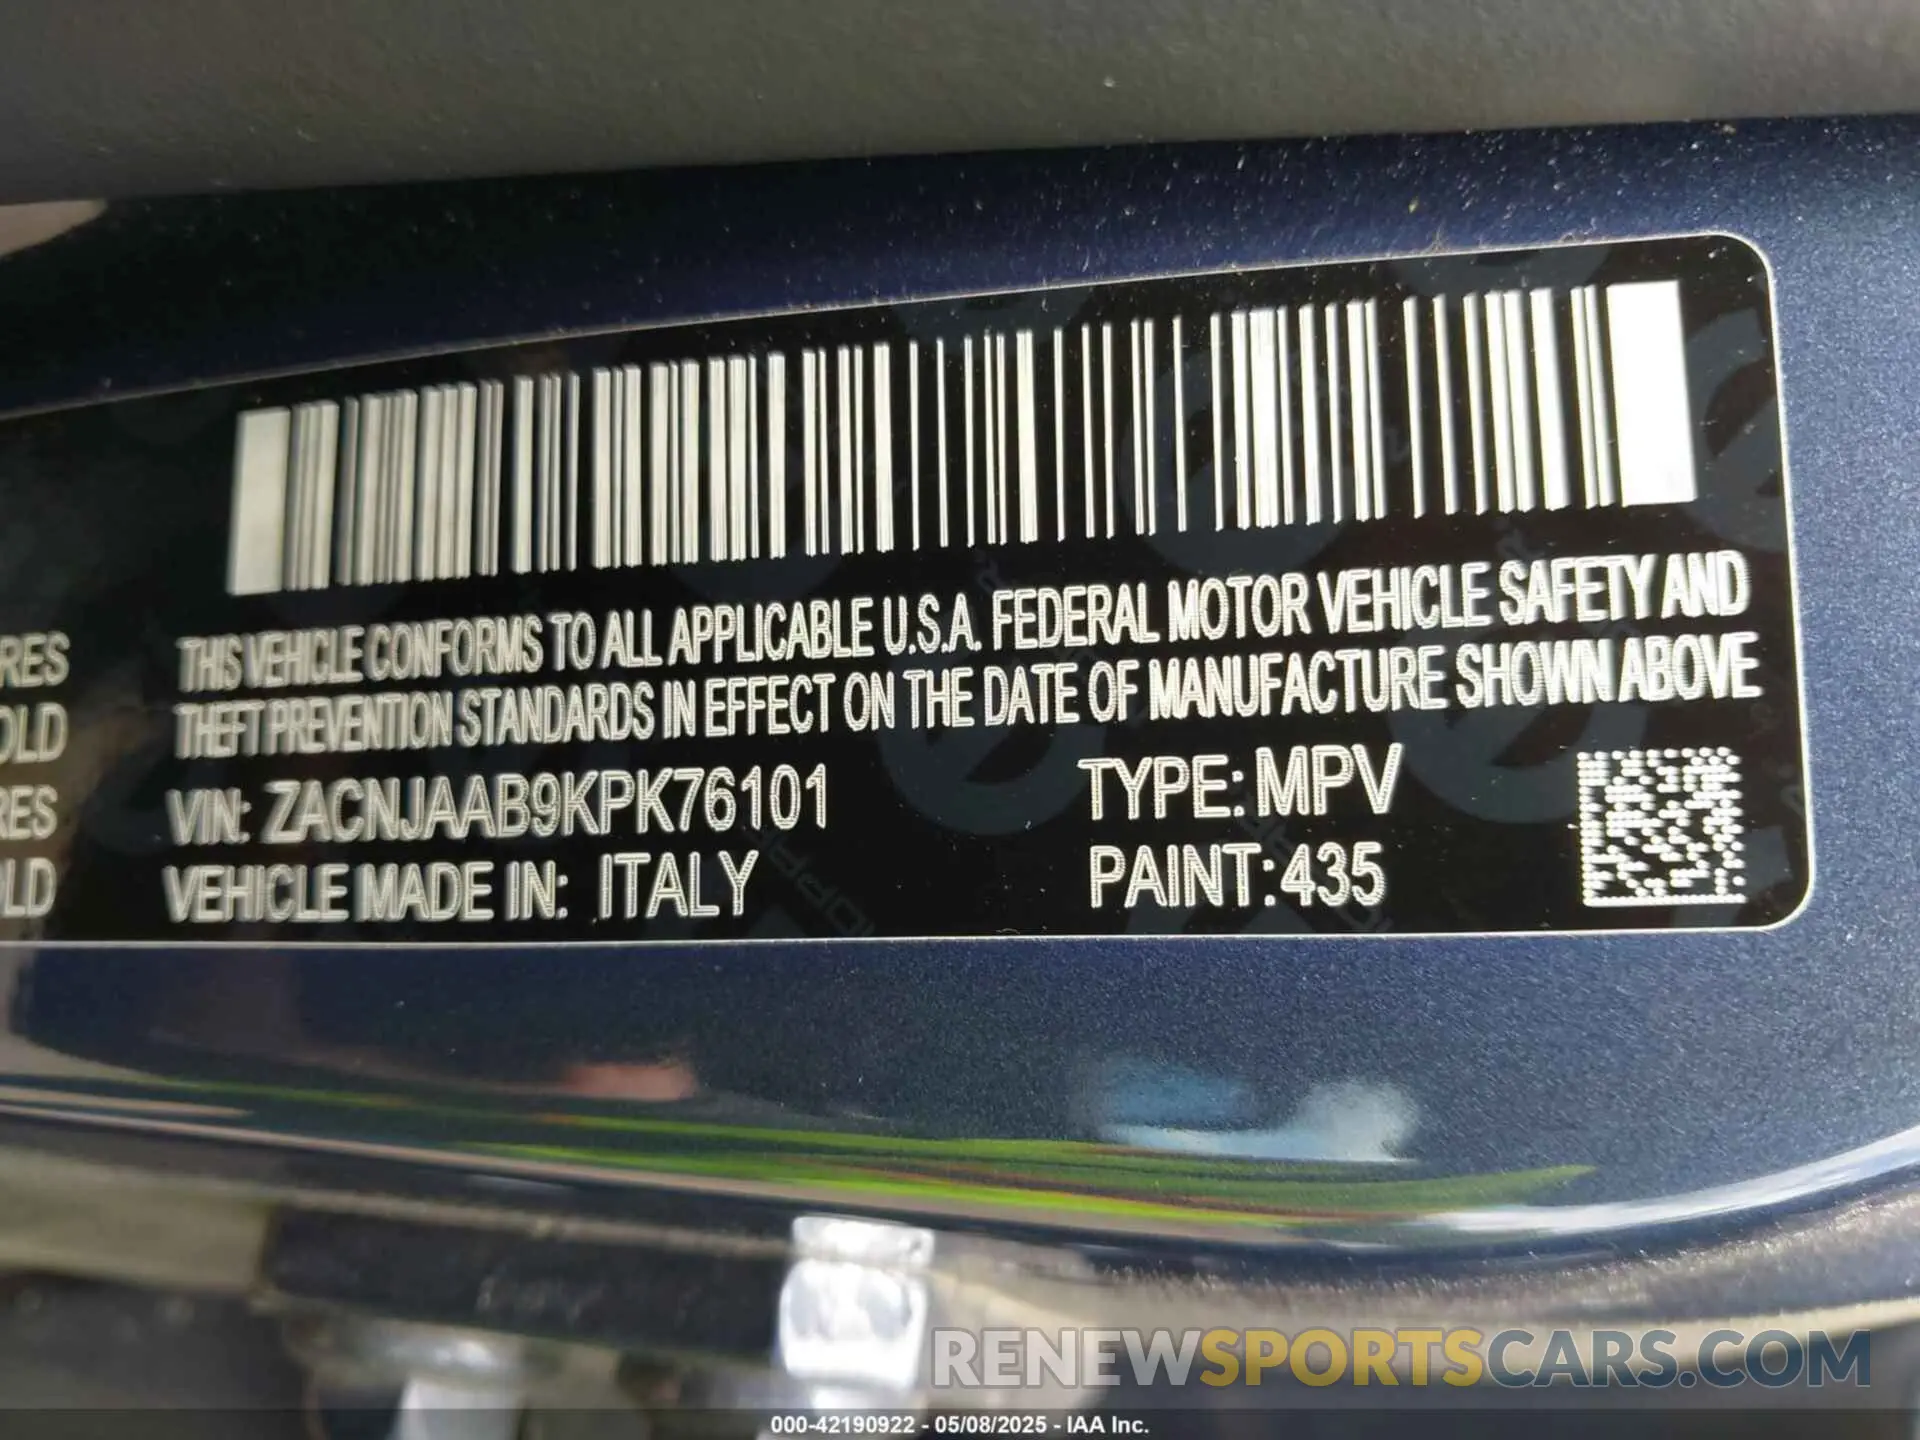 THIS VEHICLE CONFORMS TO ALL APPLICABLE U.S.A. FEDERAL MOTOR VEHICLE SAFETY AND
THEFT PREVENTION STANDARDS IN EFFECT ON THE DATE OF MANUFACTURE SHOWN ABOVE
VIN: ZACNJAAB9KPK76101 TYPE: MPV
VEHICLE MADE IN: ITALY PAINT: 435
RES
OLD
RES
LD
RENEWSPORTSCARS.COM
000-42190922 - 05/08/2025 - IAA Inc.